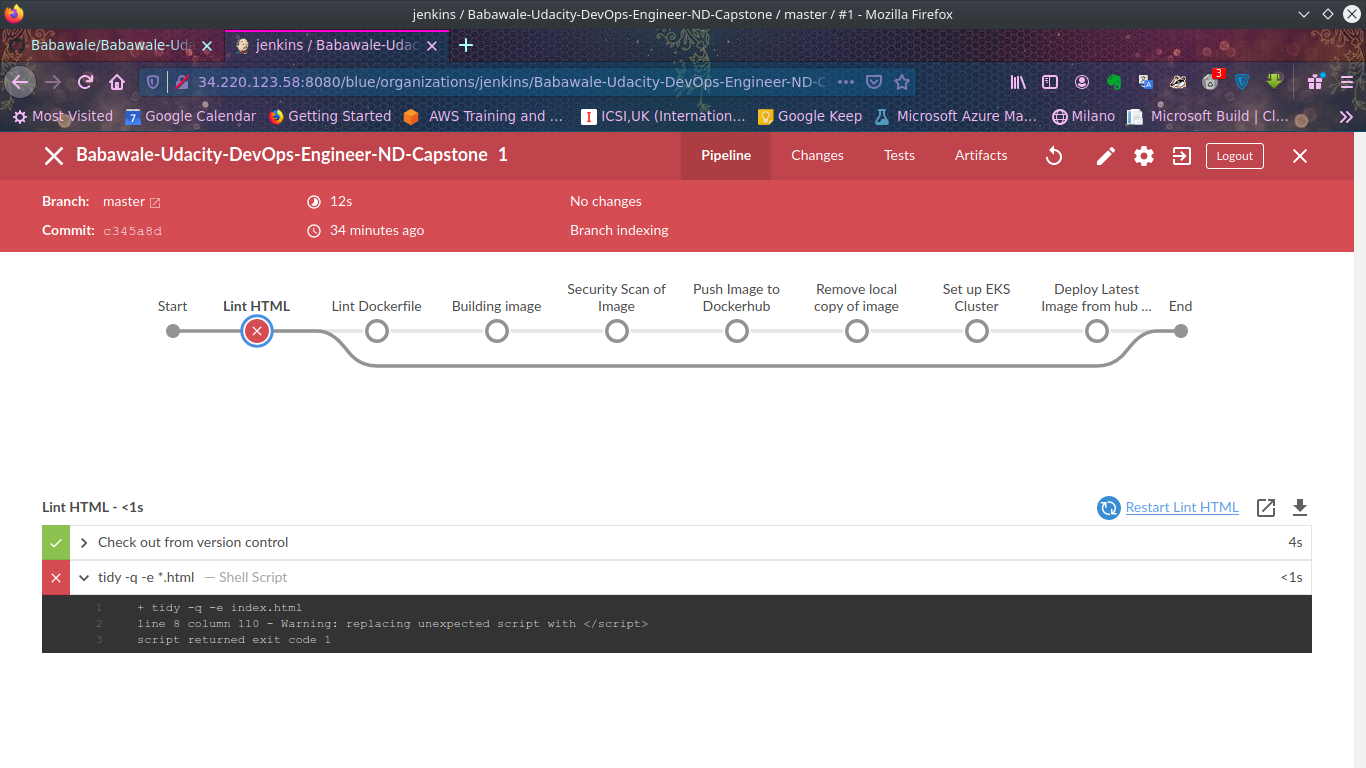 jenkins / Babawale-Udacity-DevOps-Engineer-ND-Capstone / master / #1 - Mozilla Firefox
Babawale/Babawale-Ud
jenkins / Babawale-Udac
34.220.123.58:8080/blue/organizations/jenkins/Babawale-Udacity-DevOps-Engineer-ND-C
3
Most Visited
7
Google Calendar
Getting Started
AWS Training and ...
I
ICSI,UK (Internation...
Google Keep
Microsoft Azure Ma...
Milano
Microsoft Build | Cl...
Babawale-Udacity-DevOps-Engineer-ND-Capstone 1
Pipeline
Changes
Tests
Artifacts
Logout
Branch: master
12s
No changes
Commit: c345a8d
34 minutes ago
Branch indexing
Start
Lint HTML
Lint Dockerfile
Building image
Security Scan of
Image
Push Image to
Dockerhub
Remove local
copy of image
Set up EKS
Cluster
Deploy Latest
Image from hub ...
End
Lint HTML - <1s
Restart Lint HTML
Check out from version control
4s
tidy -q -e *.html — Shell Script
<1s
1 + tidy -q -e index.html
2 line 8 column 110 - Warning: replacing unexpected script with </script>
3 script returned exit code 1